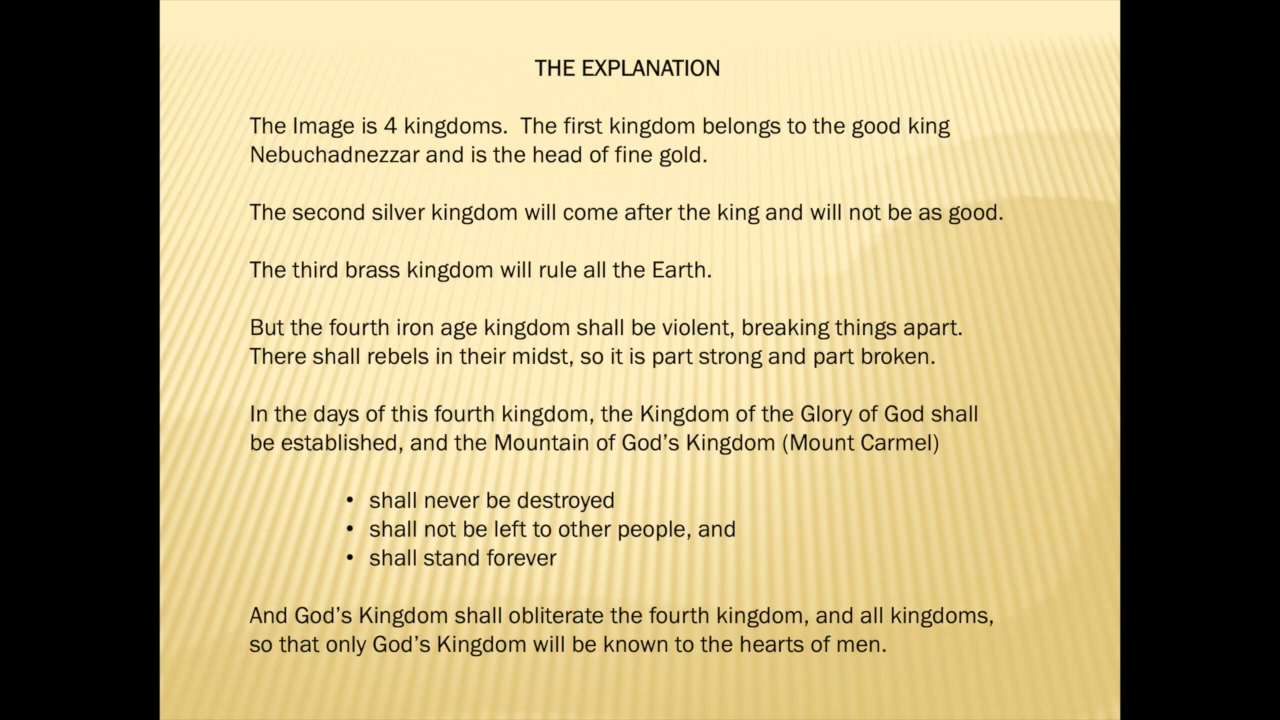 THE EXPLANATION
The Image is 4 kingdoms.  The first kingdom belongs to the good king
Nebuchadnezzar and is the head of fine gold.
The second silver kingdom will come after the king and will not be as good.
The third brass kingdom will rule all the Earth.
But the fourth iron age kingdom shall be violent, breaking things apart.
There shall rebels in their midst, so it is part strong and part broken.
In the days of this fourth kingdom, the Kingdom of the Glory of God shall
be established, and the Mountain of God’s Kingdom (Mount Carmel)
• shall never be destroyed
• shall not be left to other people, and
• shall stand forever
And God’s Kingdom shall obliterate the fourth kingdom, and all kingdoms,
so that only God’s Kingdom will be known to the hearts of men.